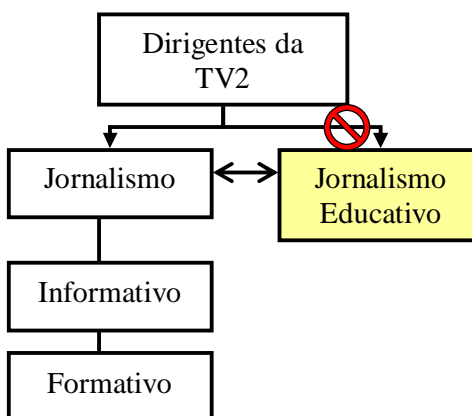 Dirigentes da
TV2
Jornalismo
Jornalismo
Educativo
Informativo
Formativo